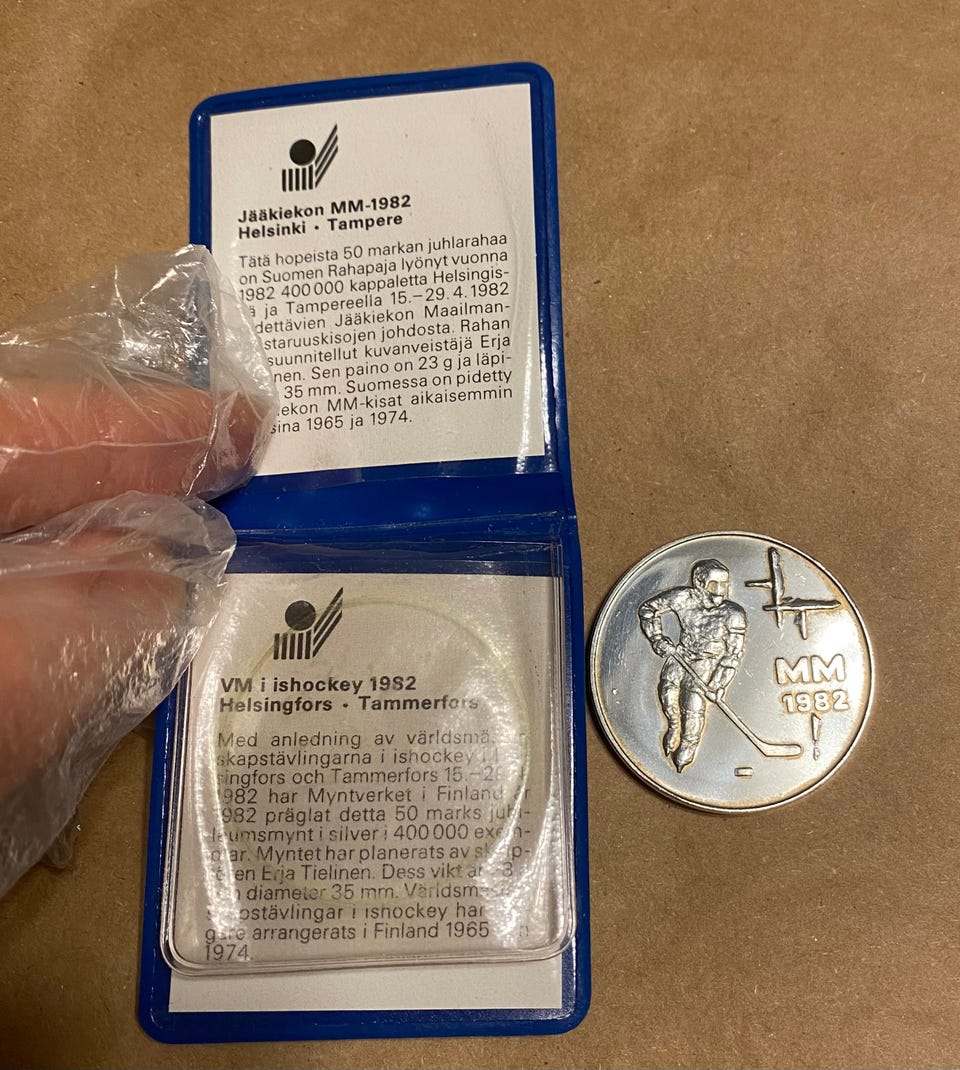 Jääkiekon MM-1982
Helsinki · Tampere
Tätä hopeista 50 markan juhlarahaa
on Suomen Rahapaja lyönyt vuonna
1982 400 000 kappaletta Helsingis-
ä ja Tampereella 15.–29.4.1982
dettävien Jääkiekon Maailman-
staruuskisojen johdosta. Rahan
suunnitellut kuvanveistäjä Erja
nen. Sen paino on 23 g ja läpi-
35 mm. Suomessa on pidetty
iekon MM-kisat aikaisemmin
sina 1965 ja 1974.
VM i ishockey 1982
Helsingfors · Tammerfors
Med anledning av världsmä
skapstävlingarna i ishockey
singfors och Tammerfors 15.–2
1982 har Myntverket i Finland
1982 präglat detta 50 marks jubi-
leumsmynt i silver i 400 000 exem-
plar. Myntet har planerats av skulp-
tören Erja Tielinen. Dess vikt är
diameter 35 mm. Världsmä
skapstävlingar i ishockey har
gare arrangerats i Finland 1965
1974.
MM
1982